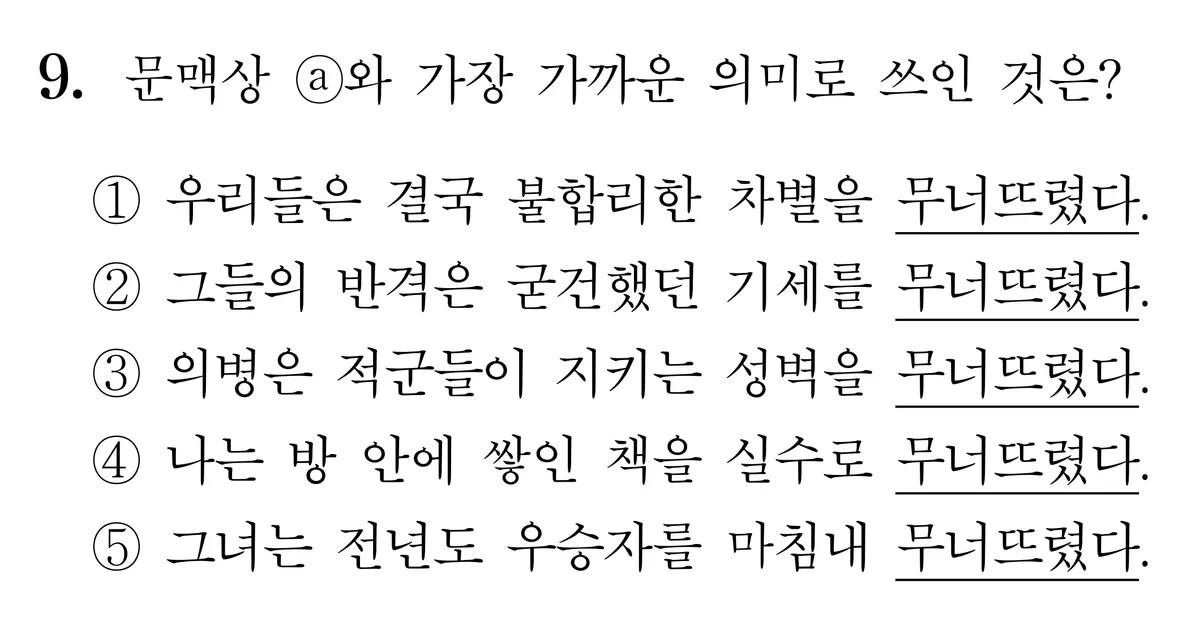 9. 문맥상 ⓐ와 가장 가까운 의미로 쓰인 것은?
① 우리들은 결국 불합리한 차별을 무너뜨렸다.
② 그들의 반격은 굳건했던 기세를 무너뜨렸다.
③ 의병은 적군들이 지키는 성벽을 무너뜨렸다.
④ 나는 방 안에 쌓인 책을 실수로 무너뜨렸다.
⑤ 그녀는 전년도 우승자를 마침내 무너뜨렸다.